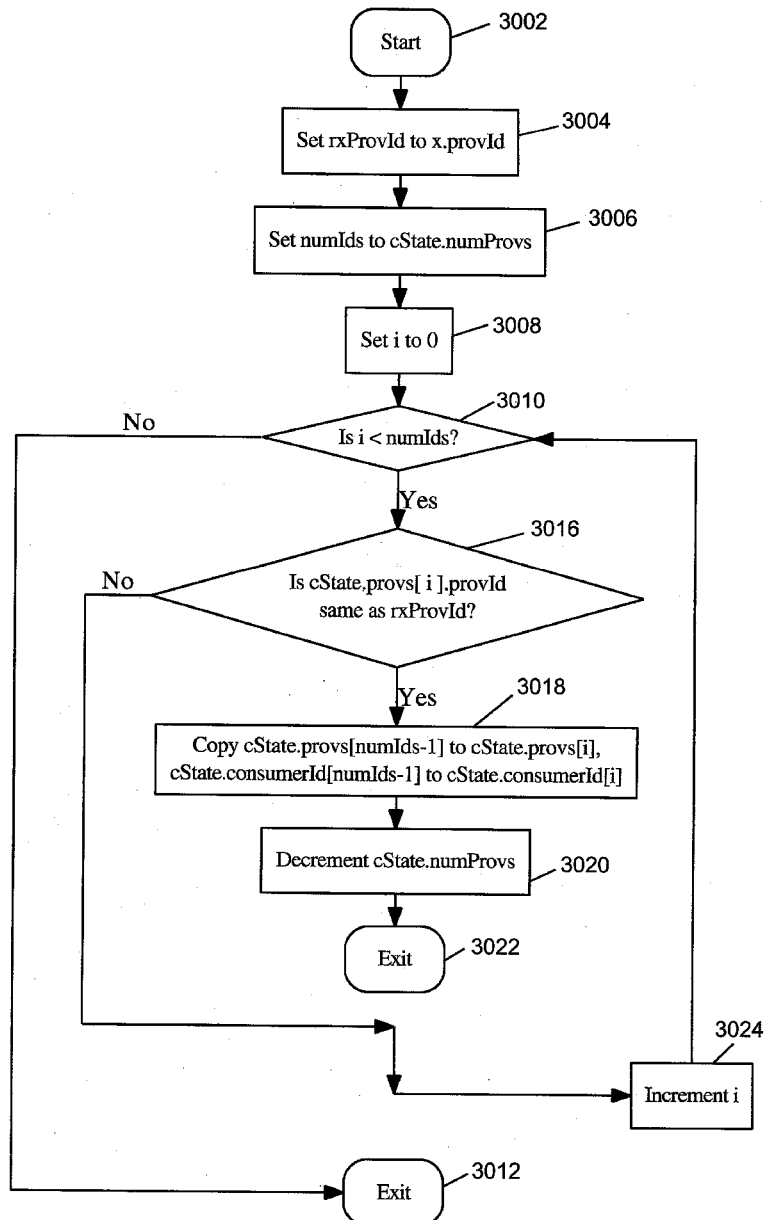 Start
3002
Set rxProvId to x.provId
3004
Set numIds to cState.numProvs
3006
Set i to 0
3008
No
3010
Is i < numIds?
Yes
3016
No
Is cState,provs[ i ].provId
same as rxProvId?
Yes
3018
Copy cState.provs[numIds-1] to cState.provs[i],
cState.consumerId[numIds-1] to cState.consumerId[i]
Decrement cState.numProvs
3020
Exit
3022
3024
Increment i
Exit
3012